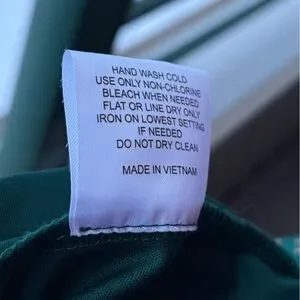 HAND WASH COLD
USE ONLY NON-CHLORINE
BLEACH WHEN NEEDED
FLAT OR LINE DRY ONLY
IRON ON LOWEST SETTING
IF NEEDED
DO NOT DRY CLEAN
MADE IN VIETNAM